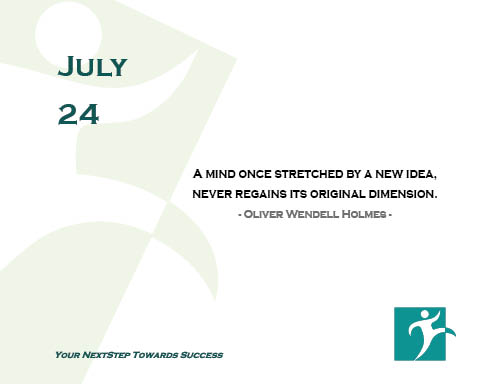 July
24
A mind once stretched by a new idea,
never regains its original dimension.
- Oliver Wendell Holmes -
Your NextStep Towards Success